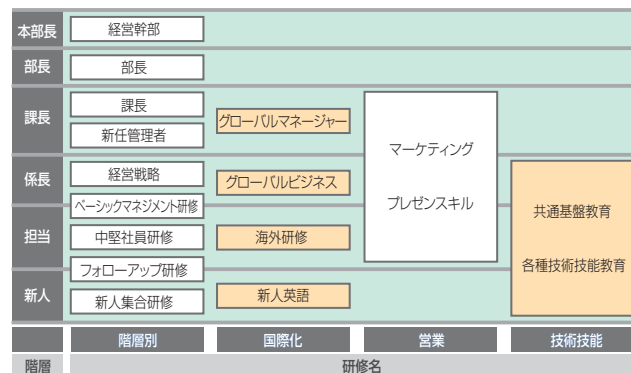 本部長
経営幹部
部長
部長
課長
課長
新任管理者
グローバルマネージャー
マーケティング
プレゼンスキル
係長
経営戦略
グローバルビジネス
ベーシックマネジメント研修
共通基盤教育
各種技術技能教育
担当
中堅社員研修
海外研修
フォローアップ研修
新人
新人集合研修
新人英語
階層別
国際化
営業
技術技能
階層
研修名